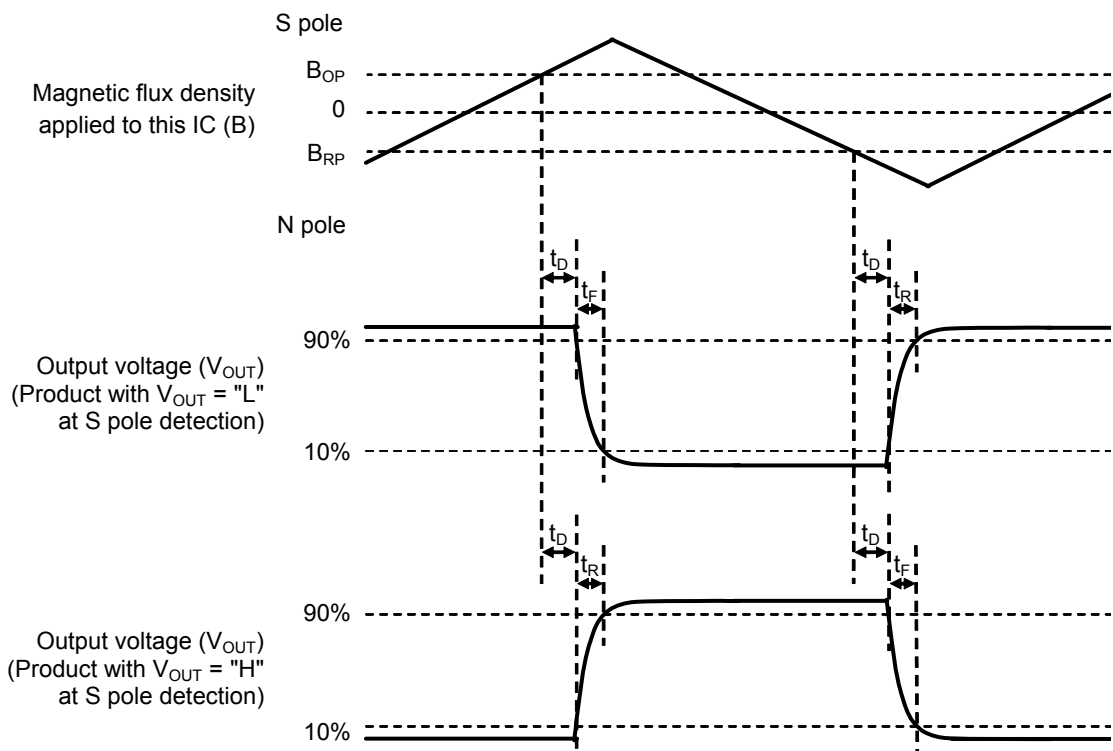 S pole
B_OP
Magnetic flux density
applied to this IC (B)
0
B_RP
N pole
t_D
t_D
t_F
t_R
90%
Output voltage (V_OUT)
(Product with V_OUT = "L"
at S pole detection)
10%
t_D
t_D
t_R
t_F
90%
Output voltage (V_OUT)
(Product with V_OUT = "H"
at S pole detection)
10%